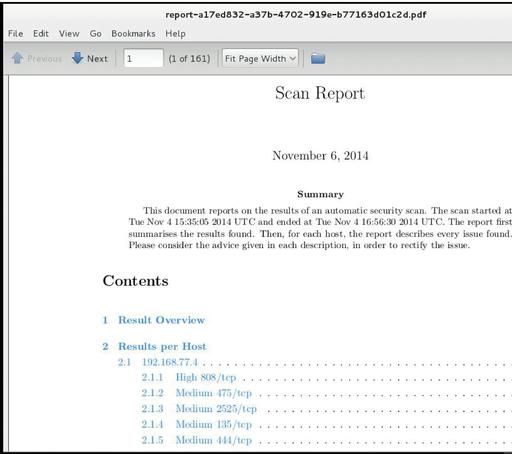 report-a17ed832-a37b-4702-919e-b77163d01c2d.pdf
File Edit View Go Bookmarks Help
Previous Next 1 (1 of 161) Fit Page Width
Scan Report
November 6, 2014
Summary
This document reports on the results of an automatic security scan. The scan started at
Tue Nov 4 15:35:05 2014 UTC and ended at Tue Nov 4 16:56:30 2014 UTC. The report first
summarises the results found. Then, for each host, the report describes every issue found.
Please consider the advice given in each description, in order to rectify the issue.
Contents
1 Result Overview
2 Results per Host
2.1 192.168.77.4 . . . . . . . . . . . . . . . . . . . . . . . . . . . .
2.1.1 High 808/tcp . . . . . . . . . . . . . . . . . . . . . . . .
2.1.2 Medium 475/tcp . . . . . . . . . . . . . . . . . . . . . .
2.1.3 Medium 2525/tcp . . . . . . . . . . . . . . . . . . . . .
2.1.4 Medium 135/tcp . . . . . . . . . . . . . . . . . . . . . .
2.1.5 Medium 444/tcp . . . . . . . . . . . . . . . . . . . . . .